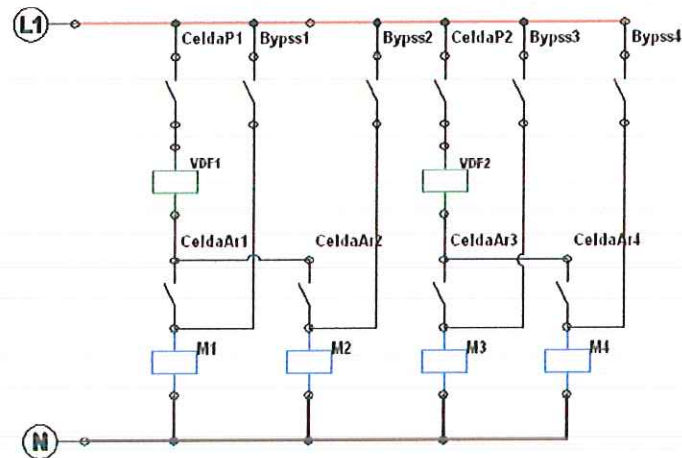 L1
CeldaP1 Bypss1 Bypss2 CeldaP2 Bypss3 Bypss4
VDF1 VDF2
CeldaAr1 CeldaAr2 CeldaAr3 CeldaAr4
M1 M2 M3 M4
N